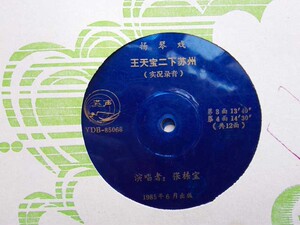 扬琴戏
王天宝二下苏州
（实况录音）
YDB-85066
第3面 13′40″
第4面 14′30″
（共12面）
演唱者：张扬宝
1985年6月出版